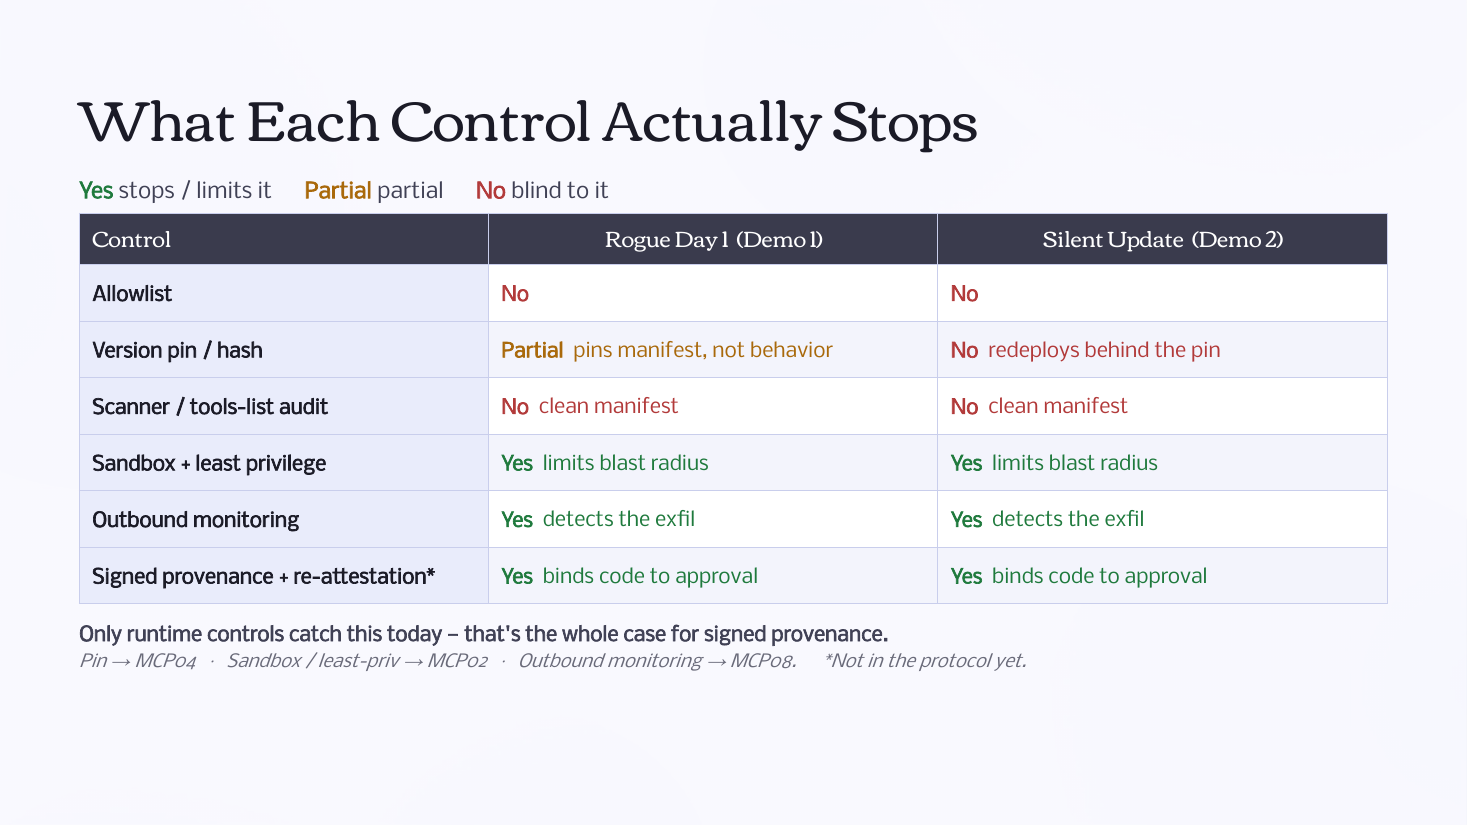 What Each Control Actually Stops
Yes stops / limits it Partial partial No blind to it
Control Rogue Day 1 (Demo 1) Silent Update (Demo 2)
Allowlist No No
Version pin / hash Partial pins manifest, not behavior No redeploys behind the pin
Scanner / tools-list audit No clean manifest No clean manifest
Sandbox + least privilege Yes limits blast radius Yes limits blast radius
Outbound monitoring Yes detects the exfil Yes detects the exfil
Signed provenance + re-attestation* Yes binds code to approval Yes binds code to approval
Only runtime controls catch this today – that's the whole case for signed provenance.
Pin → MCP04 · Sandbox / least-priv → MCP02 · Outbound monitoring → MCP08. *Not in the protocol yet.